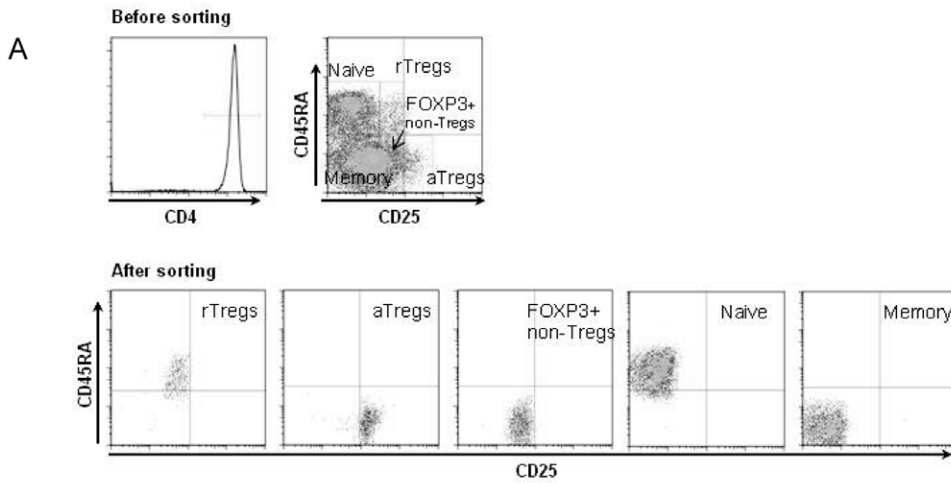 A
Before sorting
CD4
CD45RA
Naive
rTregs
FOXP3+
non-Tregs
Memory
aTregs
CD25
After sorting
CD45RA
rTregs
aTregs
FOXP3+
non-Tregs
Naive
Memory
CD25